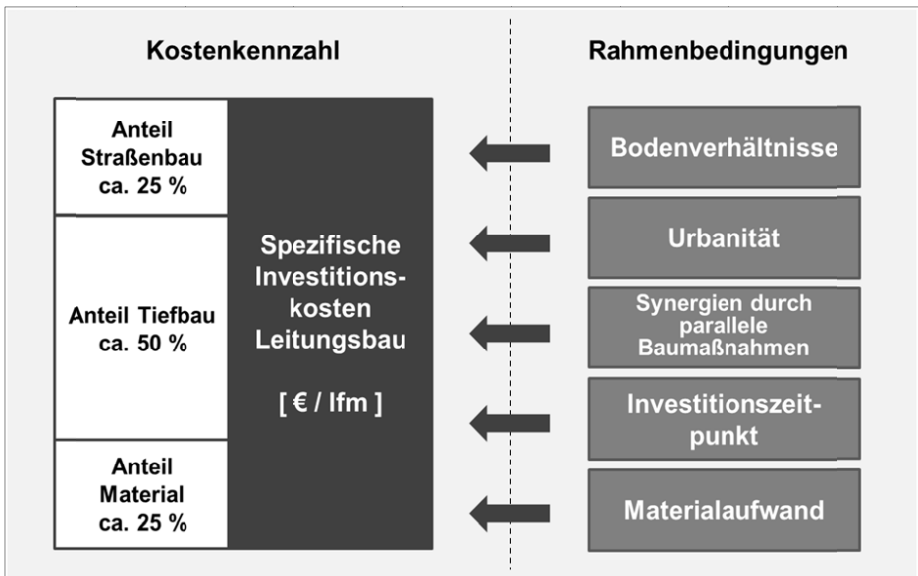 Kostenkennzahl
Anteil
Straßenbau
ca. 25 %
Anteil Tiefbau
ca. 50 %
Anteil
Material
ca. 25 %
Spezifische
Investitions-
kosten
Leitungsbau
[ € / lfm ]
Rahmenbedingungen
Bodenverhältnisse
Urbanität
Synergien durch
parallele
Baumaßnahmen
Investitionszeit-
punkt
Materialaufwand